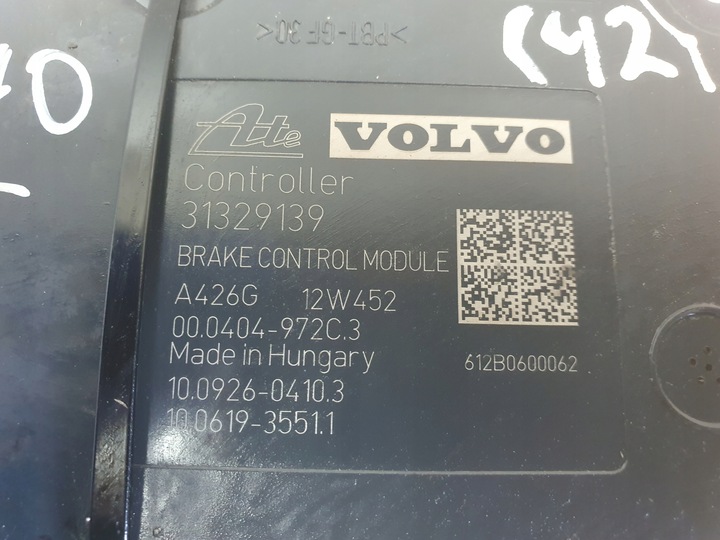 >PBT-GF30<
(42)
70
Ate VOLVO
Controller
31329139
BRAKE CONTROL MODULE
A426G 12W452
00.0404-972C.3
Made in Hungary
612B0600062
10.0926-0410.3
10.0619-3551.1